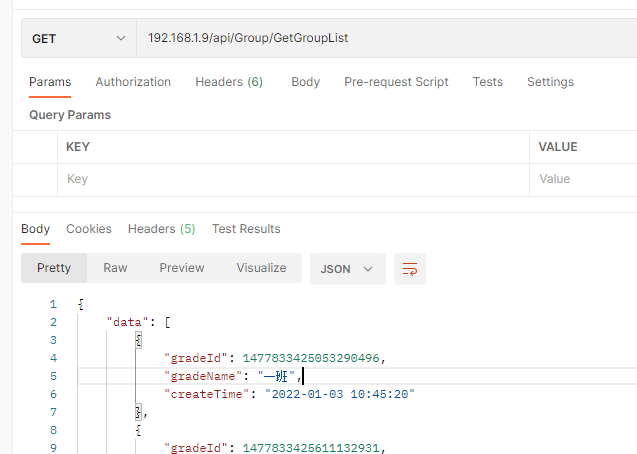 GET 192.168.1.9/api/Group/GetGroupList
Params Authorization Headers (6) Body Pre-request Script Tests Settings
Query Params
KEY VALUE
Key Value
Body Cookies Headers (5) Test Results
Pretty Raw Preview Visualize JSON
1 {
2 "data": [
3 {
4 "gradeId": 1477833425053290496,
5 "gradeName": "一班",
6 "createTime": "2022-01-03 10:45:20"
7 },
8 {
9 "gradeId": 1477833425611132931,